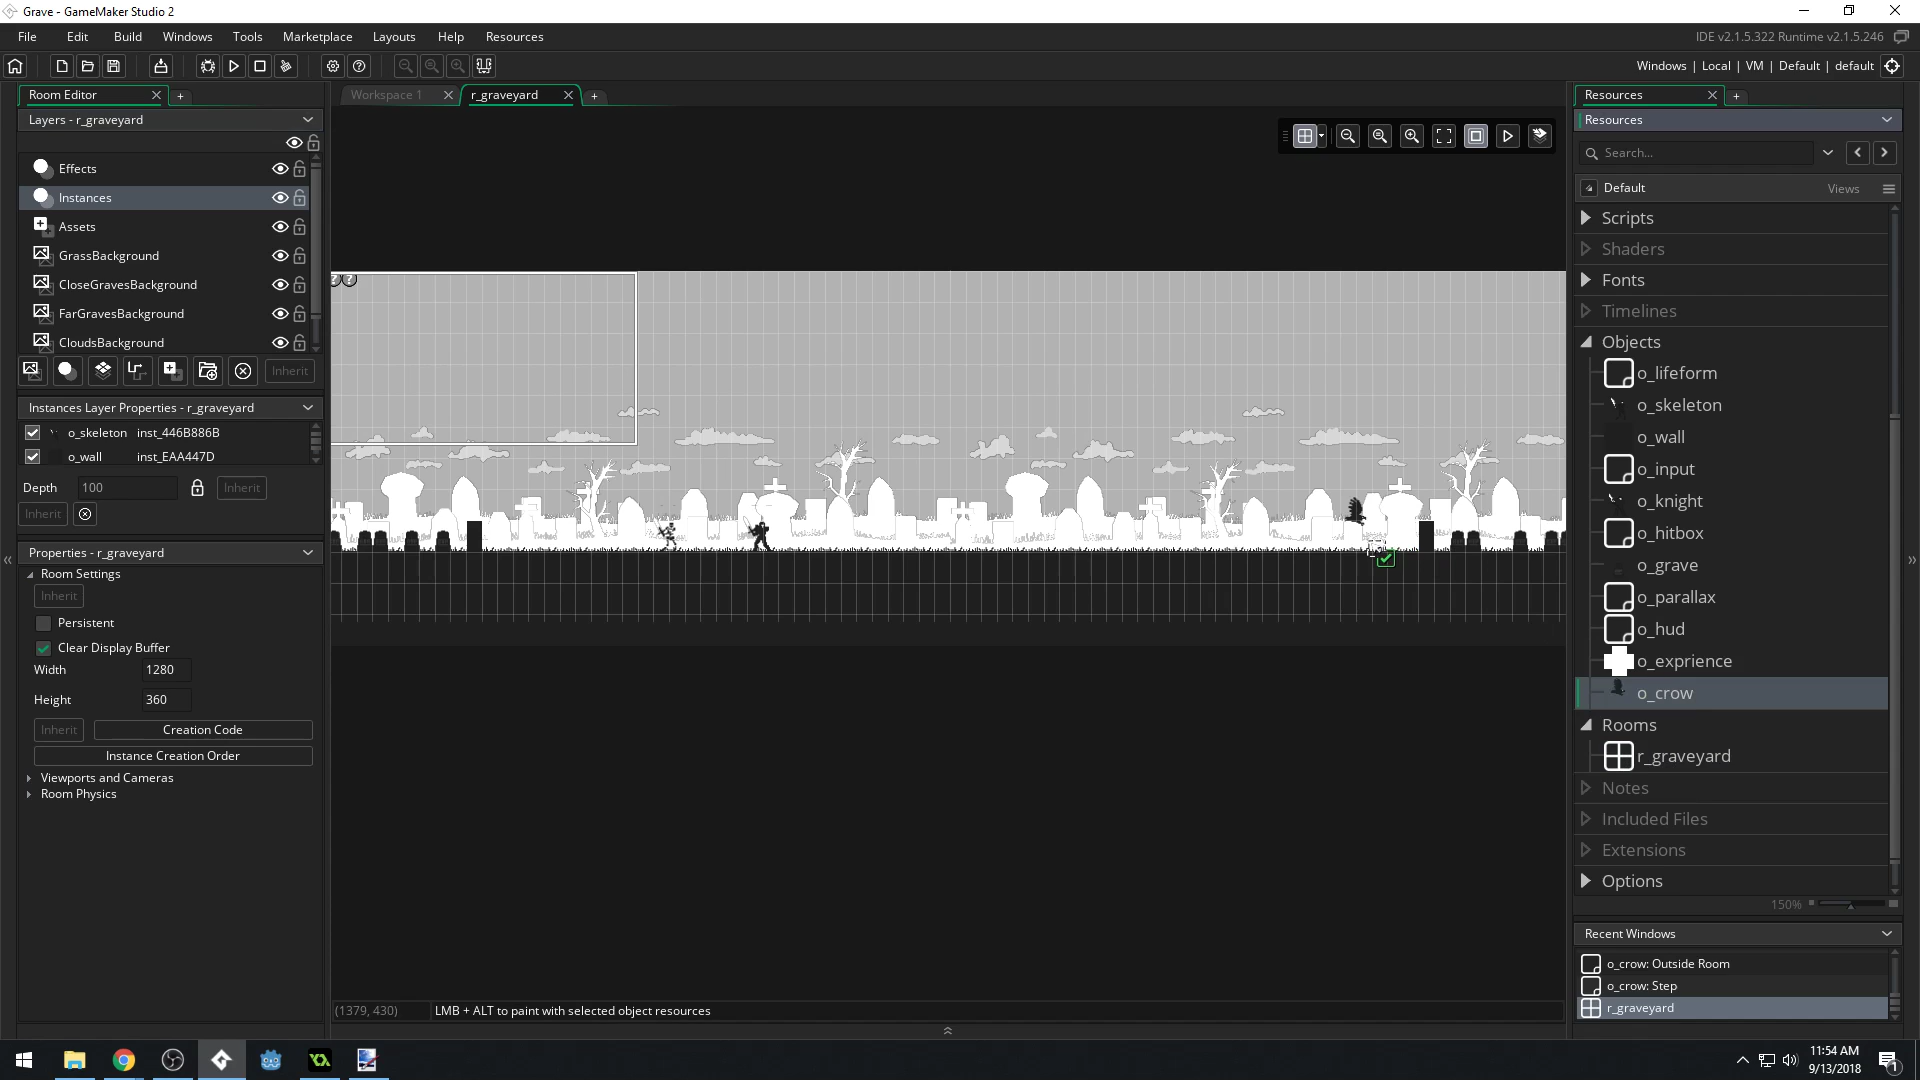 Grave - GameMaker Studio 2
File Edit Build Windows Tools Marketplace Layouts Help Resources
IDE v2.1.5.322 Runtime v2.1.5.246
Windows | Local | VM | Default | default
Room Editor
Workspace 1
r_graveyard
Resources
Layers - r_graveyard
Resources
Search...
Effects
Default
Views
Instances
Assets
GrassBackground
CloseGravesBackground
FarGravesBackground
CloudsBackground
Inherit
Instances Layer Properties - r_graveyard
o_skeleton inst_446B886B
o_wall inst_EAA447D
Depth
100
Inherit
Inherit
Properties - r_graveyard
Room Settings
Inherit
Persistent
Clear Display Buffer
Width
1280
Height
360
Inherit
Creation Code
Instance Creation Order
Viewports and Cameras
Room Physics
Scripts
Shaders
Fonts
Timelines
Objects
o_lifeform
o_skeleton
o_wall
o_input
o_knight
o_hitbox
o_grave
o_parallax
o_hud
o_exprience
o_crow
Rooms
r_graveyard
Notes
Included Files
Extensions
Options
150%
Recent Windows
o_crow: Outside Room
o_crow: Step
r_graveyard
(1379, 430)
LMB + ALT to paint with selected object resources
11:54 AM
9/13/2018
1